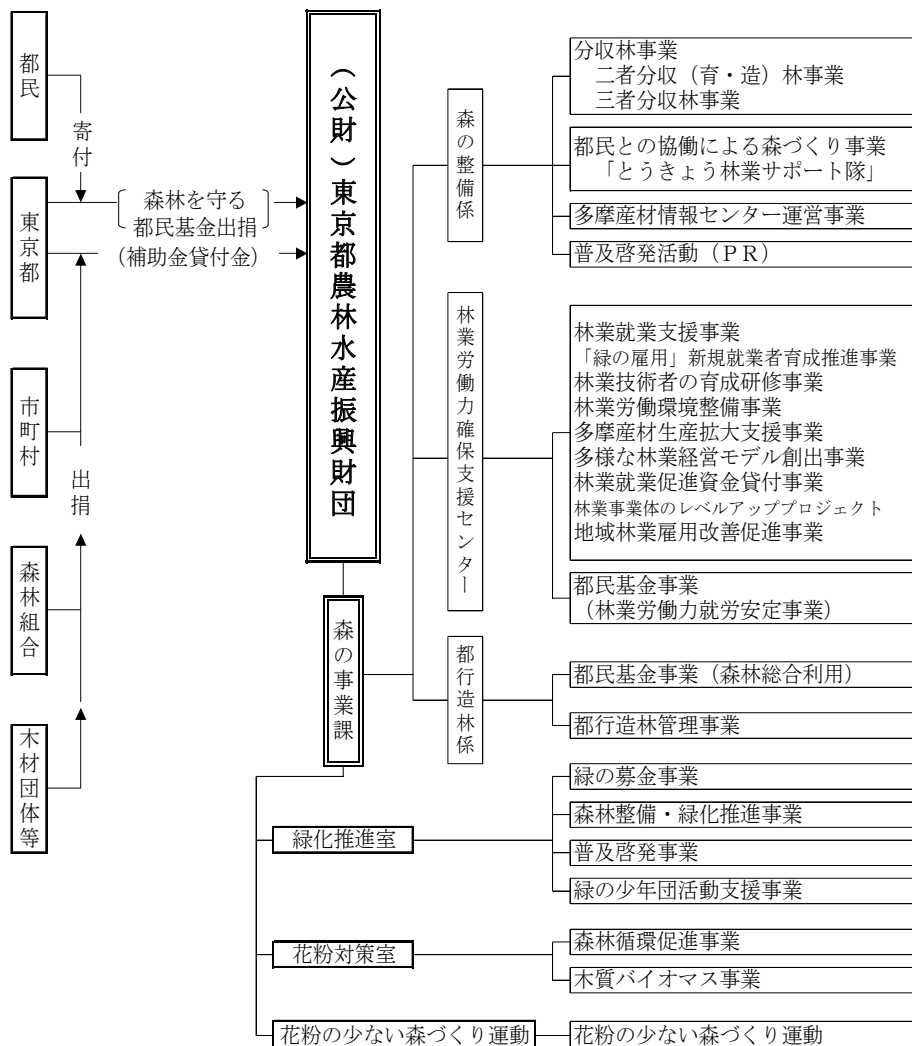 都民
寄付
東京都
市町村
出捐
森林組合
木材団体等
森林を守る
都民基金出捐
（補助金貸付金）
（公財）東京都農林水産振興財団
森の事業課
森の整備係
分収林事業
二者分収（育・造）林事業
三者分収林事業
都民との協働による森づくり事業
「とうきょう林業サポート隊」
多摩産材情報センター運営事業
普及啓発活動（ＰＲ）
林業労働力確保支援センター
林業就業支援事業
「緑の雇用」新規就業者育成推進事業
林業技術者の育成研修事業
林業労働環境整備事業
多摩産材生産拡大支援事業
多様な林業経営モデル創出事業
林業就業促進資金貸付事業
林業事業体のレベルアッププロジェクト
地域林業雇用改善促進事業
都民基金事業
（林業労働力就労安定事業）
都行造林係
都民基金事業（森林総合利用）
都行造林管理事業
緑化推進室
緑の募金事業
森林整備・緑化推進事業
普及啓発事業
緑の少年団活動支援事業
花粉対策室
森林循環促進事業
木質バイオマス事業
花粉の少ない森づくり運動
花粉の少ない森づくり運動